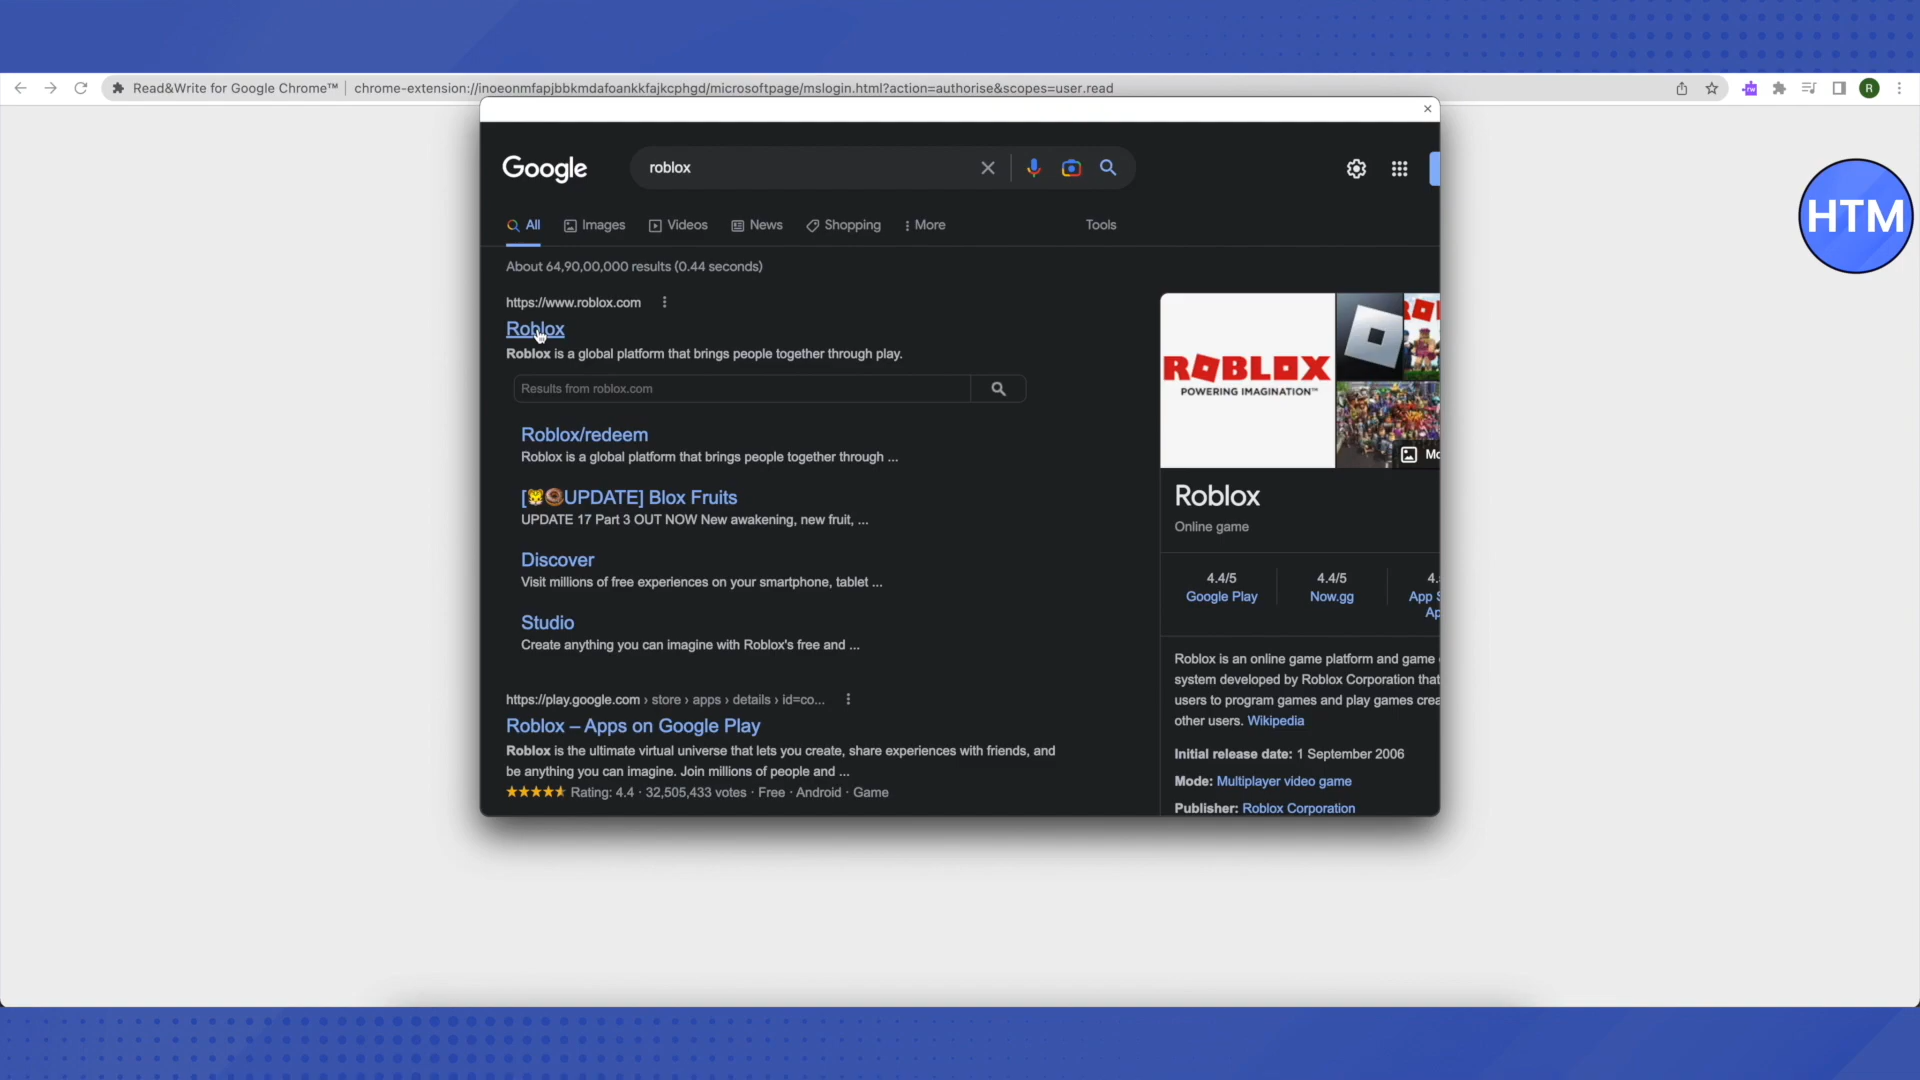 Read&Write for Google Chrome™ | chrome-extension://inoeonmfapjbbkmdafoankkfajkcphgd/microsoftpage/mslogin.html?action=authorise&scopes=user.read
rw
R
HTM
Google
roblox
All
Images
Videos
News
Shopping
More
Tools
About 64,90,00,000 results (0.44 seconds)
https://www.roblox.com
Roblox
Roblox is a global platform that brings people together through play.
Results from roblox.com
Roblox/redeem
Roblox is a global platform that brings people together through ...
[🐯🍩UPDATE] Blox Fruits
UPDATE 17 Part 3 OUT NOW New awakening, new fruit, ...
Discover
Visit millions of free experiences on your smartphone, tablet ...
Studio
Create anything you can imagine with Roblox's free and ...
https://play.google.com › store › apps › details › id=co...
Roblox – Apps on Google Play
Roblox is the ultimate virtual universe that lets you create, share experiences with friends, and
be anything you can imagine. Join millions of people and ...
Rating: 4.4 · 32,505,433 votes · Free · Android · Game
ROBLOX
POWERING IMAGINATION™
RO
Mo
Roblox
Online game
4.4/5
Google Play
4.4/5
Now.gg
4.
App S
Ap
Roblox is an online game platform and game
system developed by Roblox Corporation that
users to program games and play games crea
other users. Wikipedia
Initial release date: 1 September 2006
Mode: Multiplayer video game
Publisher: Roblox Corporation